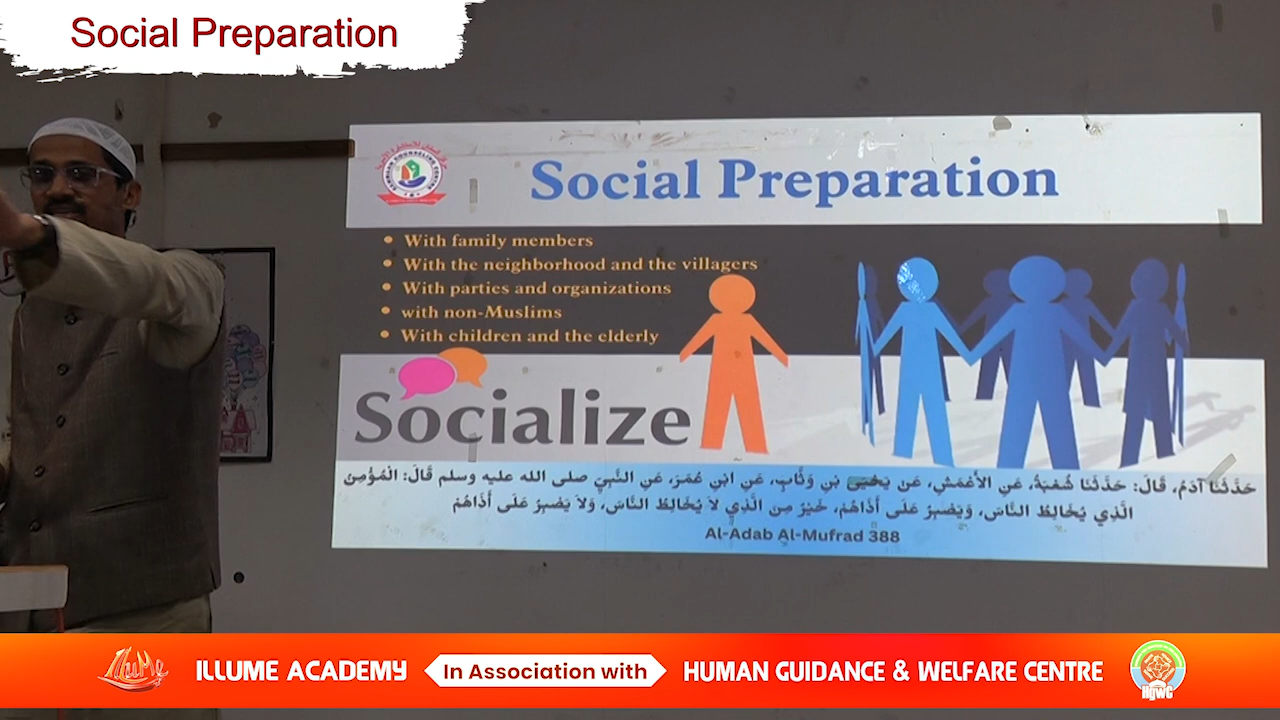 Social Preparation
Social Preparation
• With family members
• With the neighborhood and the villagers
• With parties and organizations
• with non-Muslims
• With children and the elderly
Socialize
حَدَّثَنَا آدَمُ، قَالَ: حَدَّثَنَا شُعْبَةُ، عَنِ الأَعْمَشِ، عَنْ يَحْيَى بْنِ وَثَّابٍ، عَنِ ابْنِ عُمَرَ، عَنِ النَّبِيِّ صلى الله عليه وسلم قَالَ: الْمُؤْمِنُ
الَّذِي يُخَالِطُ النَّاسَ، وَيَصْبِرُ عَلَى أَذَاهُمْ، خَيْرٌ مِنَ الَّذِي لاَ يُخَالِطُ النَّاسَ، وَلاَ يَصْبِرُ عَلَى أَذَاهُمْ
Al-Adab Al-Mufrad 388
IlluMe ILLUME ACADEMY In Association with HUMAN GUIDANCE & WELFARE CENTRE HgWC